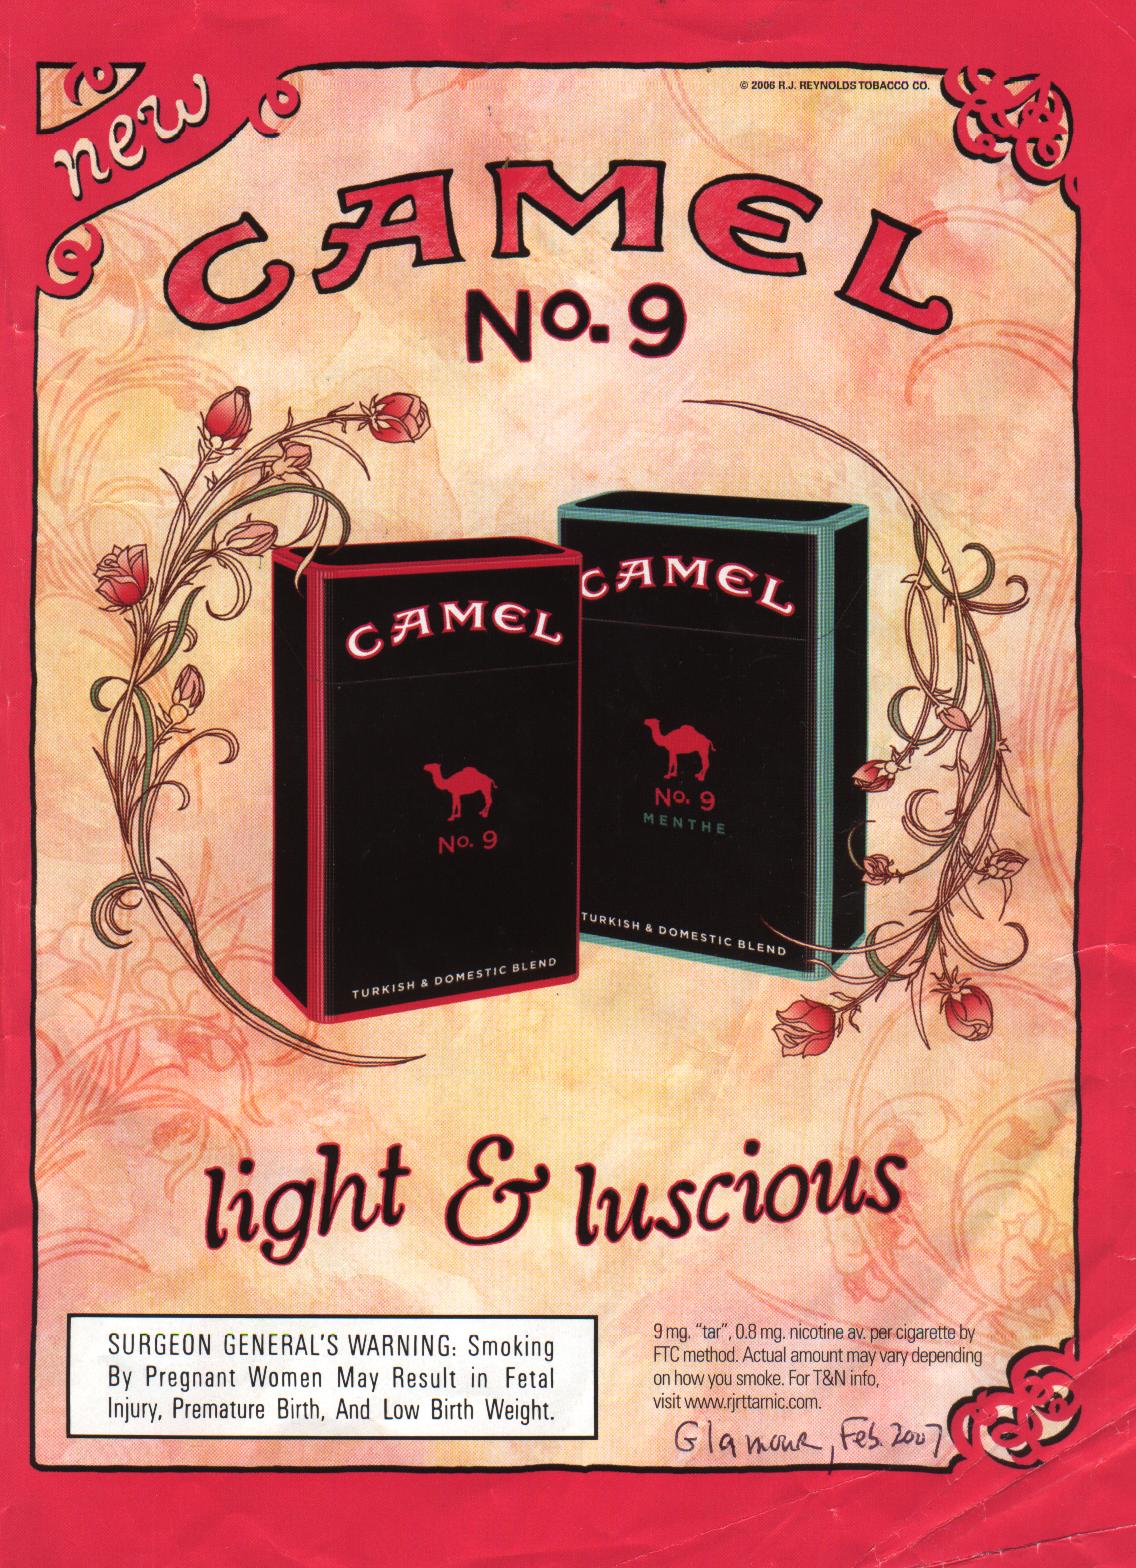 new
© 2006 R.J. REYNOLDS TOBACCO CO.
CAMEL
No. 9
CAMEL
No. 9
TURKISH & DOMESTIC BLEND
CAMEL
No. 9
MENTHE
TURKISH & DOMESTIC BLEND
light & luscious
SURGEON GENERAL'S WARNING: Smoking
By Pregnant Women May Result in Fetal
Injury, Premature Birth, And Low Birth Weight.
9 mg. "tar", 0.8 mg. nicotine av. per cigarette by
FTC method. Actual amount may vary depending
on how you smoke. For T&N info,
visit www.rjrttarnic.com.
Glamour, Feb. 2007